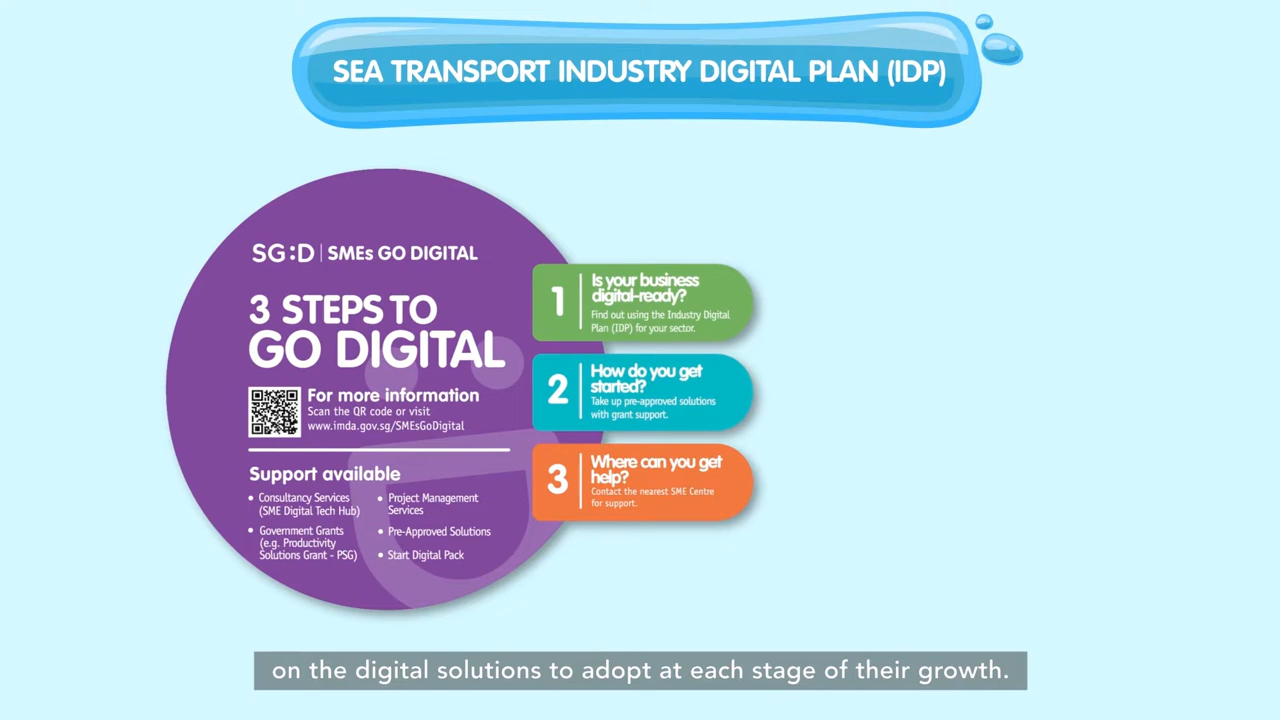 SEA TRANSPORT INDUSTRY DIGITAL PLAN (IDP)
SG:D | SMEs GO DIGITAL
3 STEPS TO
GO DIGITAL
For more information
Scan the QR code or visit
www.imda.gov.sg/SMEsGoDigital
Support available
• Consultancy Services
(SME Digital Tech Hub)
• Government Grants
(e.g. Productivity
Solutions Grant - PSG)
• Project Management
Services
• Pre-Approved Solutions
• Start Digital Pack
1
Is your business
digital-ready?
Find out using the Industry Digital
Plan (IDP) for your sector.
2
How do you get
started?
Take up pre-approved solutions
with grant support.
3
Where can you get
help?
Contact the nearest SME Centre
for support.
on the digital solutions to adopt at each stage of their growth.